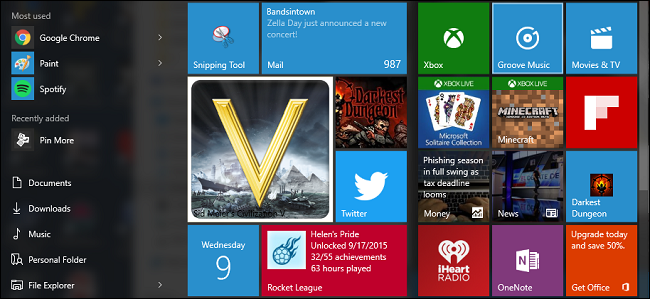 Most used
Google Chrome
Paint
Spotify
Recently added
Pin More
Documents
Downloads
Music
Personal Folder
File Explorer
Snipping Tool
Bandsintown
Zella Day just announced a new
concert!
Mail
987
V
Sid Meier's Civilization V
Darkest
Dungeon
Twitter
Wednesday
9
Helen's Pride
Unlocked 9/17/2015
32/55 achievements
63 hours played
Rocket League
Xbox
Groove Music
Movies & TV
XBOX LIVE
Microsoft
Solitaire Collection
XBOX LIVE
MINECRAFT
Minecraft
Phishing season
in full swing as
tax deadline
looms
Money
News
Darkest
Dungeon
iHeart
RADIO
OneNote
Upgrade today
and save 50%.
Get Office